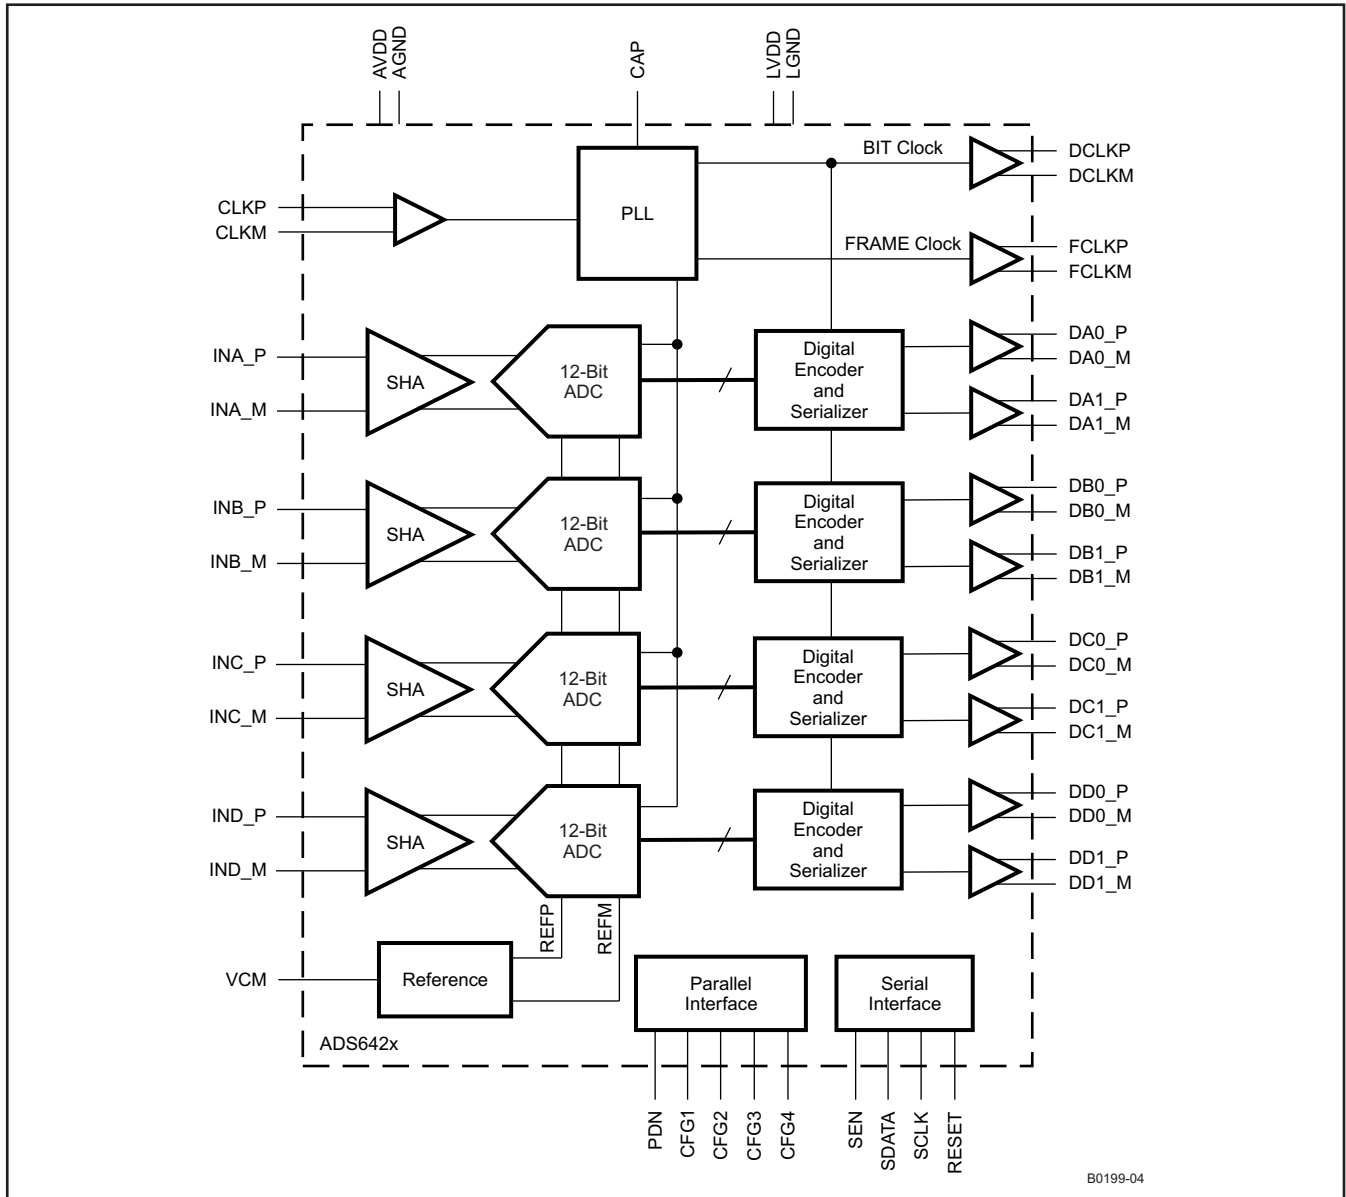 AVDD
AGND
CAP
LVDD
LGND
BIT Clock
DCLKP
DCLKM
CLKP
CLKM
PLL
FRAME Clock
FCLKP
FCLKM
INA_P
INA_M
SHA
12-Bit
ADC
Digital
Encoder
and
Serializer
DA0_P
DA0_M
DA1_P
DA1_M
INB_P
INB_M
SHA
12-Bit
ADC
Digital
Encoder
and
Serializer
DB0_P
DB0_M
DB1_P
DB1_M
INC_P
INC_M
SHA
12-Bit
ADC
Digital
Encoder
and
Serializer
DC0_P
DC0_M
DC1_P
DC1_M
IND_P
IND_M
SHA
12-Bit
ADC
Digital
Encoder
and
Serializer
DD0_P
DD0_M
DD1_P
DD1_M
REFP
REFM
VCM
Reference
Parallel
Interface
Serial
Interface
ADS642x
PDN
CFG1
CFG2
CFG3
CFG4
SEN
SDATA
SCLK
RESET
B0199-04